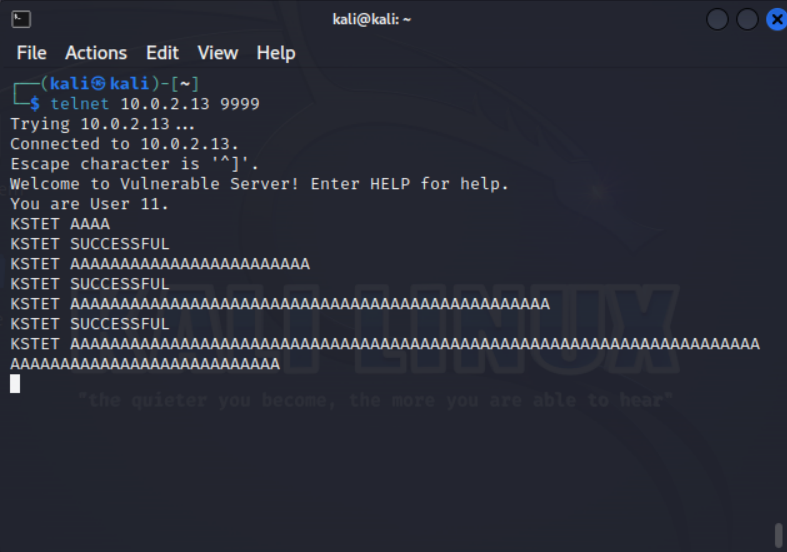 kali@kali: ~
File Actions Edit View Help
┌──(kali㉿kali)-[~]
└─$ telnet 10.0.2.13 9999
Trying 10.0.2.13...
Connected to 10.0.2.13.
Escape character is '^]'.
Welcome to Vulnerable Server! Enter HELP for help.
You are User 11.
KSTET AAAA
KSTET SUCCESSFUL
KSTET AAAAAAAAAAAAAAAAAAAAAAAA
KSTET SUCCESSFUL
KSTET AAAAAAAAAAAAAAAAAAAAAAAAAAAAAAAAAAAAAAAAAAAAAAAA
KSTET SUCCESSFUL
KSTET AAAAAAAAAAAAAAAAAAAAAAAAAAAAAAAAAAAAAAAAAAAAAAAAAAAAAAAAAAAAAAAAAAAAA
AAAAAAAAAAAAAAAAAAAAAAAAAAA
KALI LINUX
"the quieter you become, the more you are able to hear"